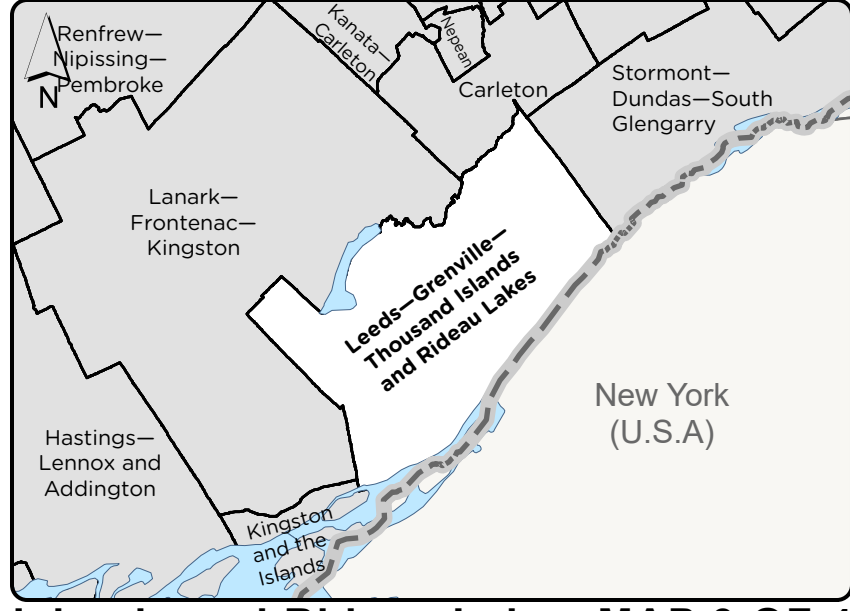 Renfrew—
Nipissing—
Pembroke
N
Kanata—
Carleton
Nepean
Carleton
Stormont—
Dundas—South
Glengarry
Lanark—
Frontenac—
Kingston
Leeds—Grenville—
Thousand Islands
and Rideau Lakes
New York
(U.S.A)
Hastings—
Lennox and
Addington
Kingston
and the
Islands